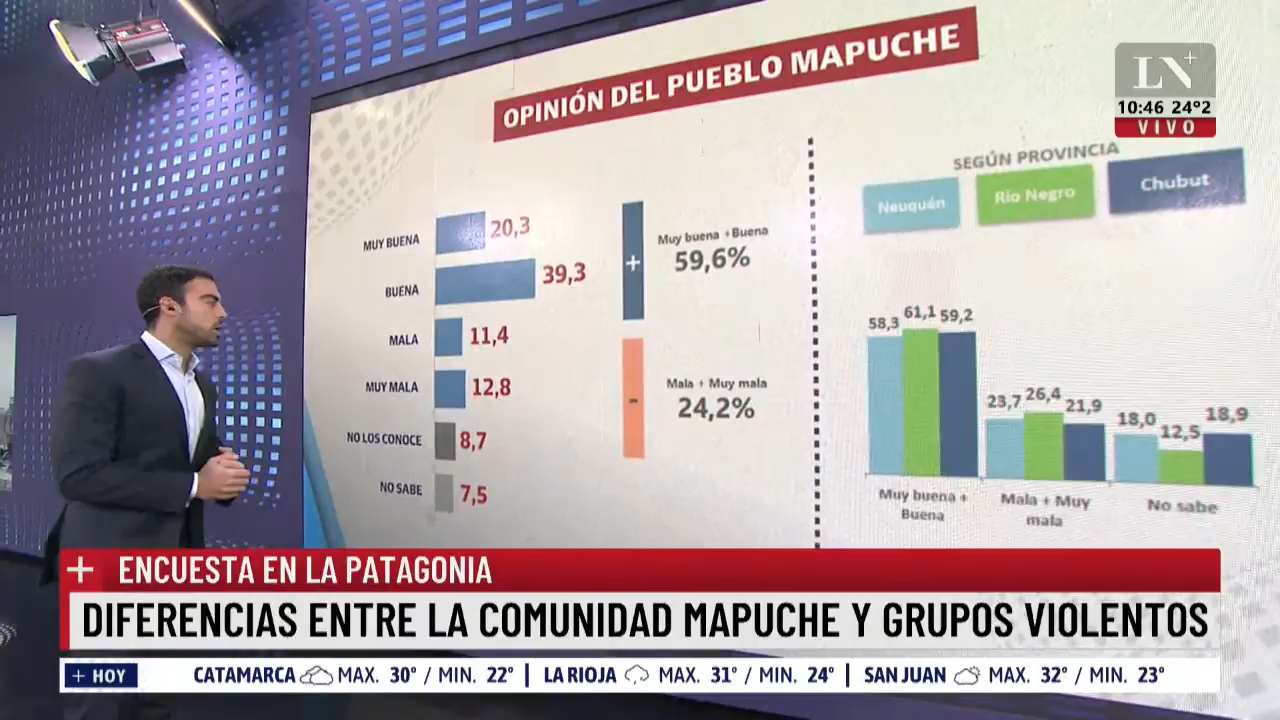 OPINIÓN DEL PUEBLO MAPUCHE
LN+
10:46 24º2
VIVO
MUY BUENA 20,3
BUENA 39,3
MALA 11,4
MUY MALA 12,8
NO LOS CONOCE 8,7
NO SABE 7,5
+
Muy buena +Buena
59,6%
-
Mala + Muy mala
24,2%
SEGÚN PROVINCIA
Neuquén
Rio Negro
Chubut
58,3 61,1 59,2
23,7 26,4 21,9
18,0 12,5 18,9
Muy buena +
Buena
Mala + Muy
mala
No sabe
+ ENCUESTA EN LA PATAGONIA
DIFERENCIAS ENTRE LA COMUNIDAD MAPUCHE Y GRUPOS VIOLENTOS
+ HOY CATAMARCA MAX. 30° / MIN. 22° | LA RIOJA MAX. 31° / MIN. 24° | SAN JUAN MAX. 32° / MIN. 23°